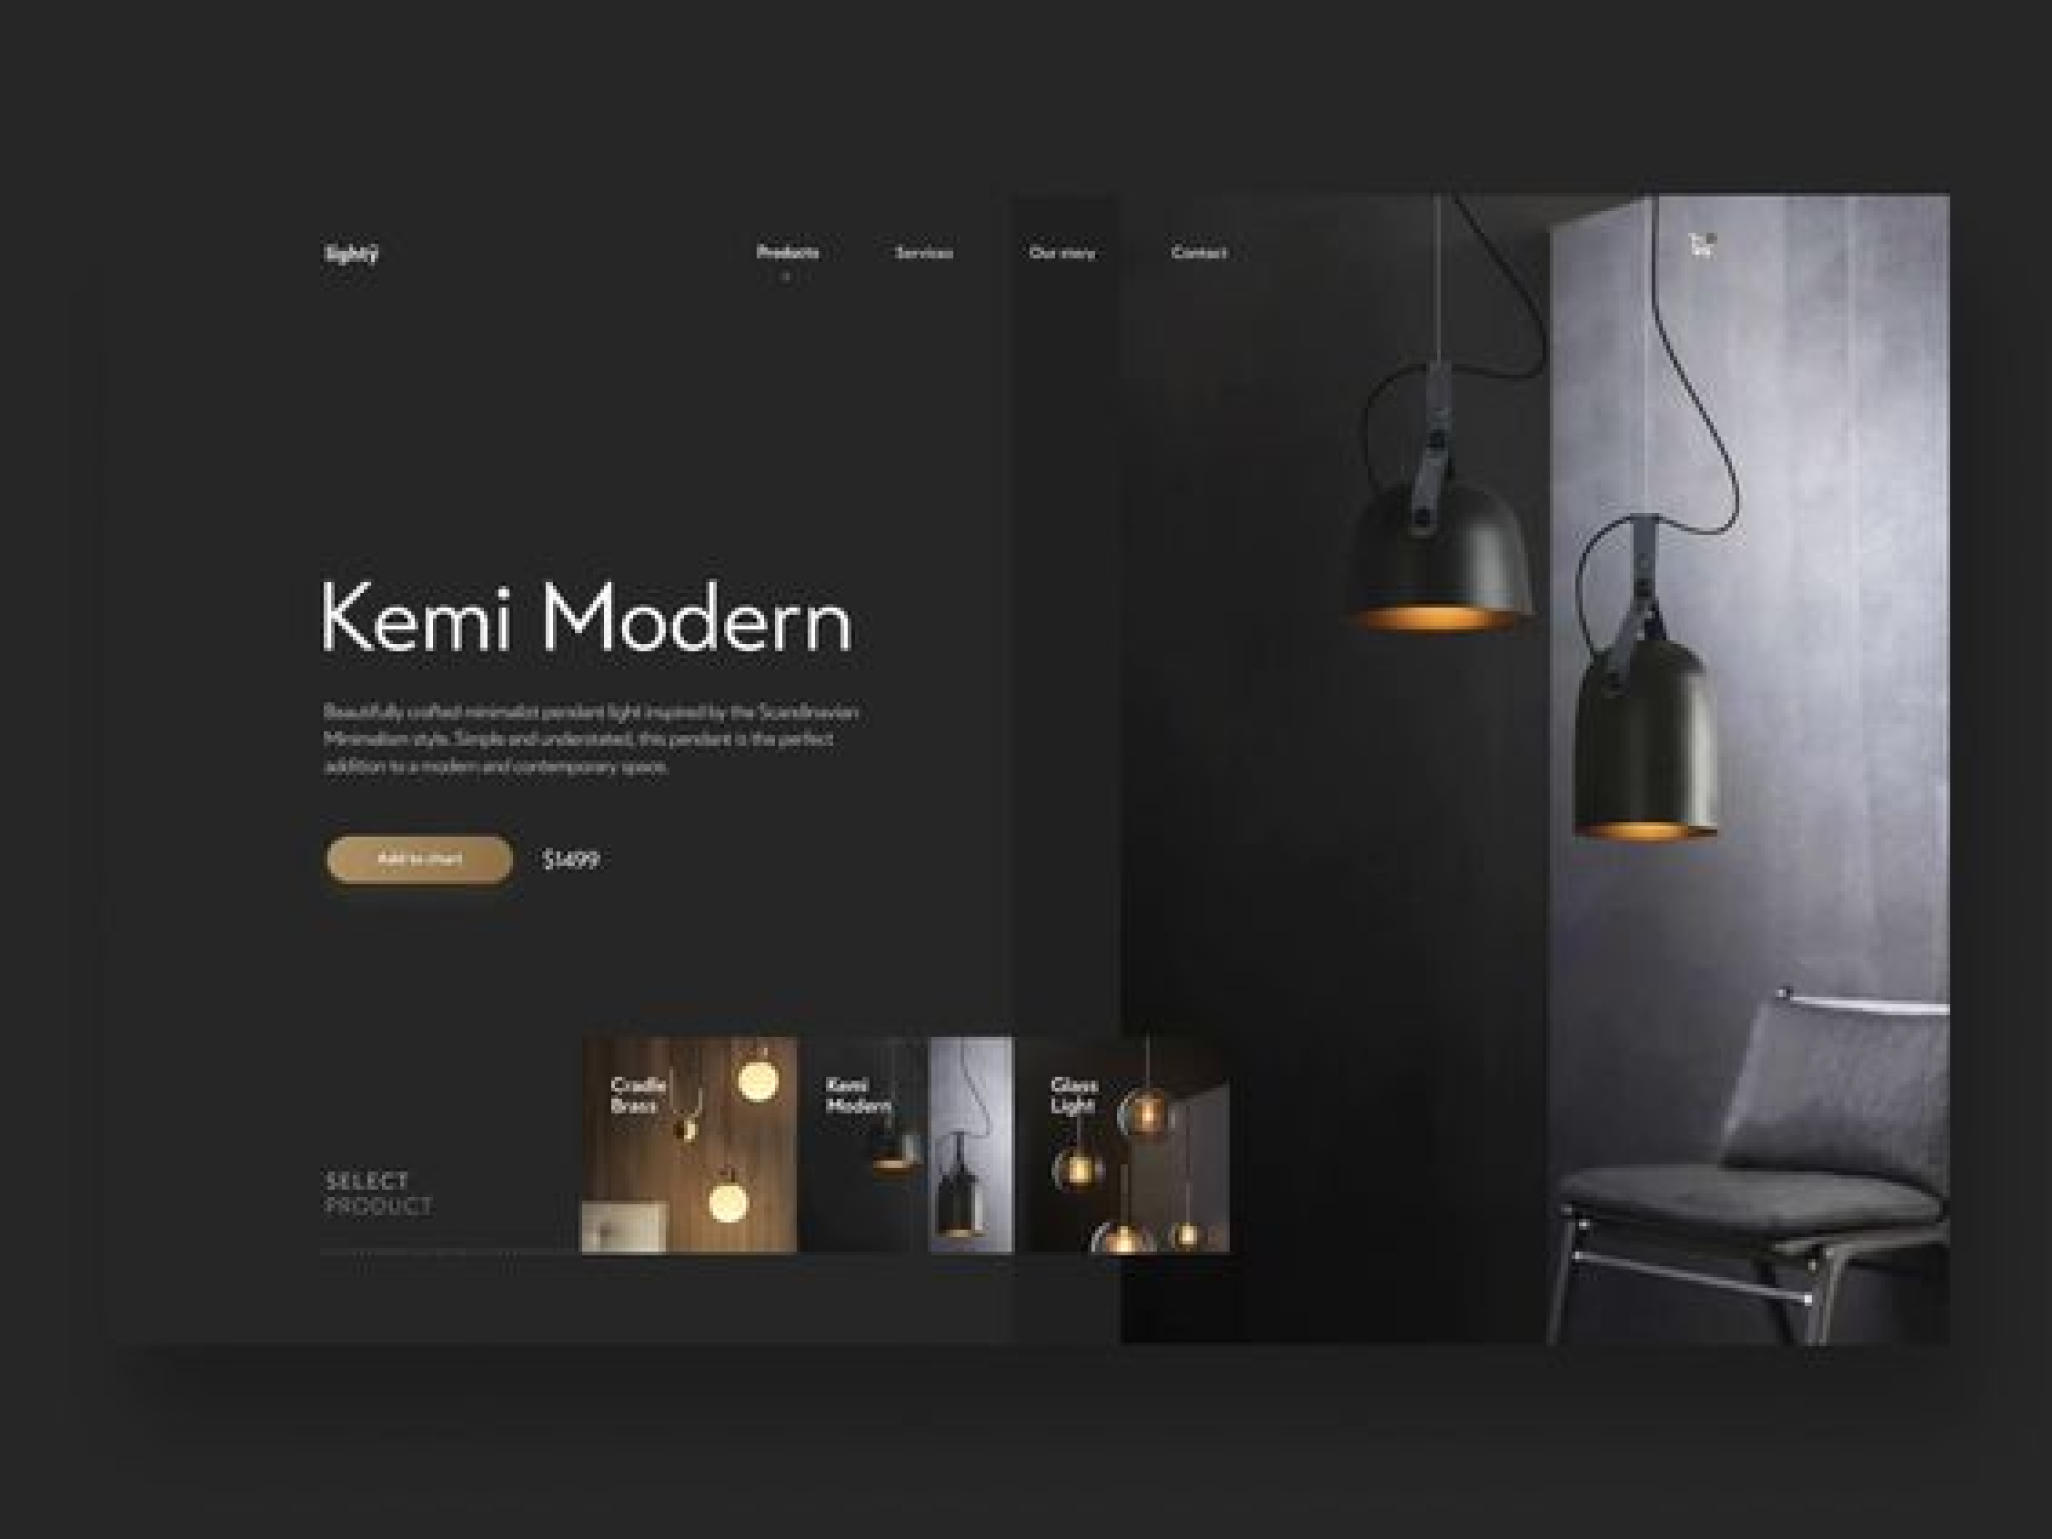 lightŷ
Products
Services
Our story
Contact
Kemi Modern
Beautifully crafted minimalist pendant light inspired by the Scandinavian
Minimalism style. Simple and understated, this pendant is the perfect
addition to a modern and contemporary space.
Add to chart
$1499
SELECT
PRODUCT
Cradle
Brass
Kemi
Modern
Glass
Light